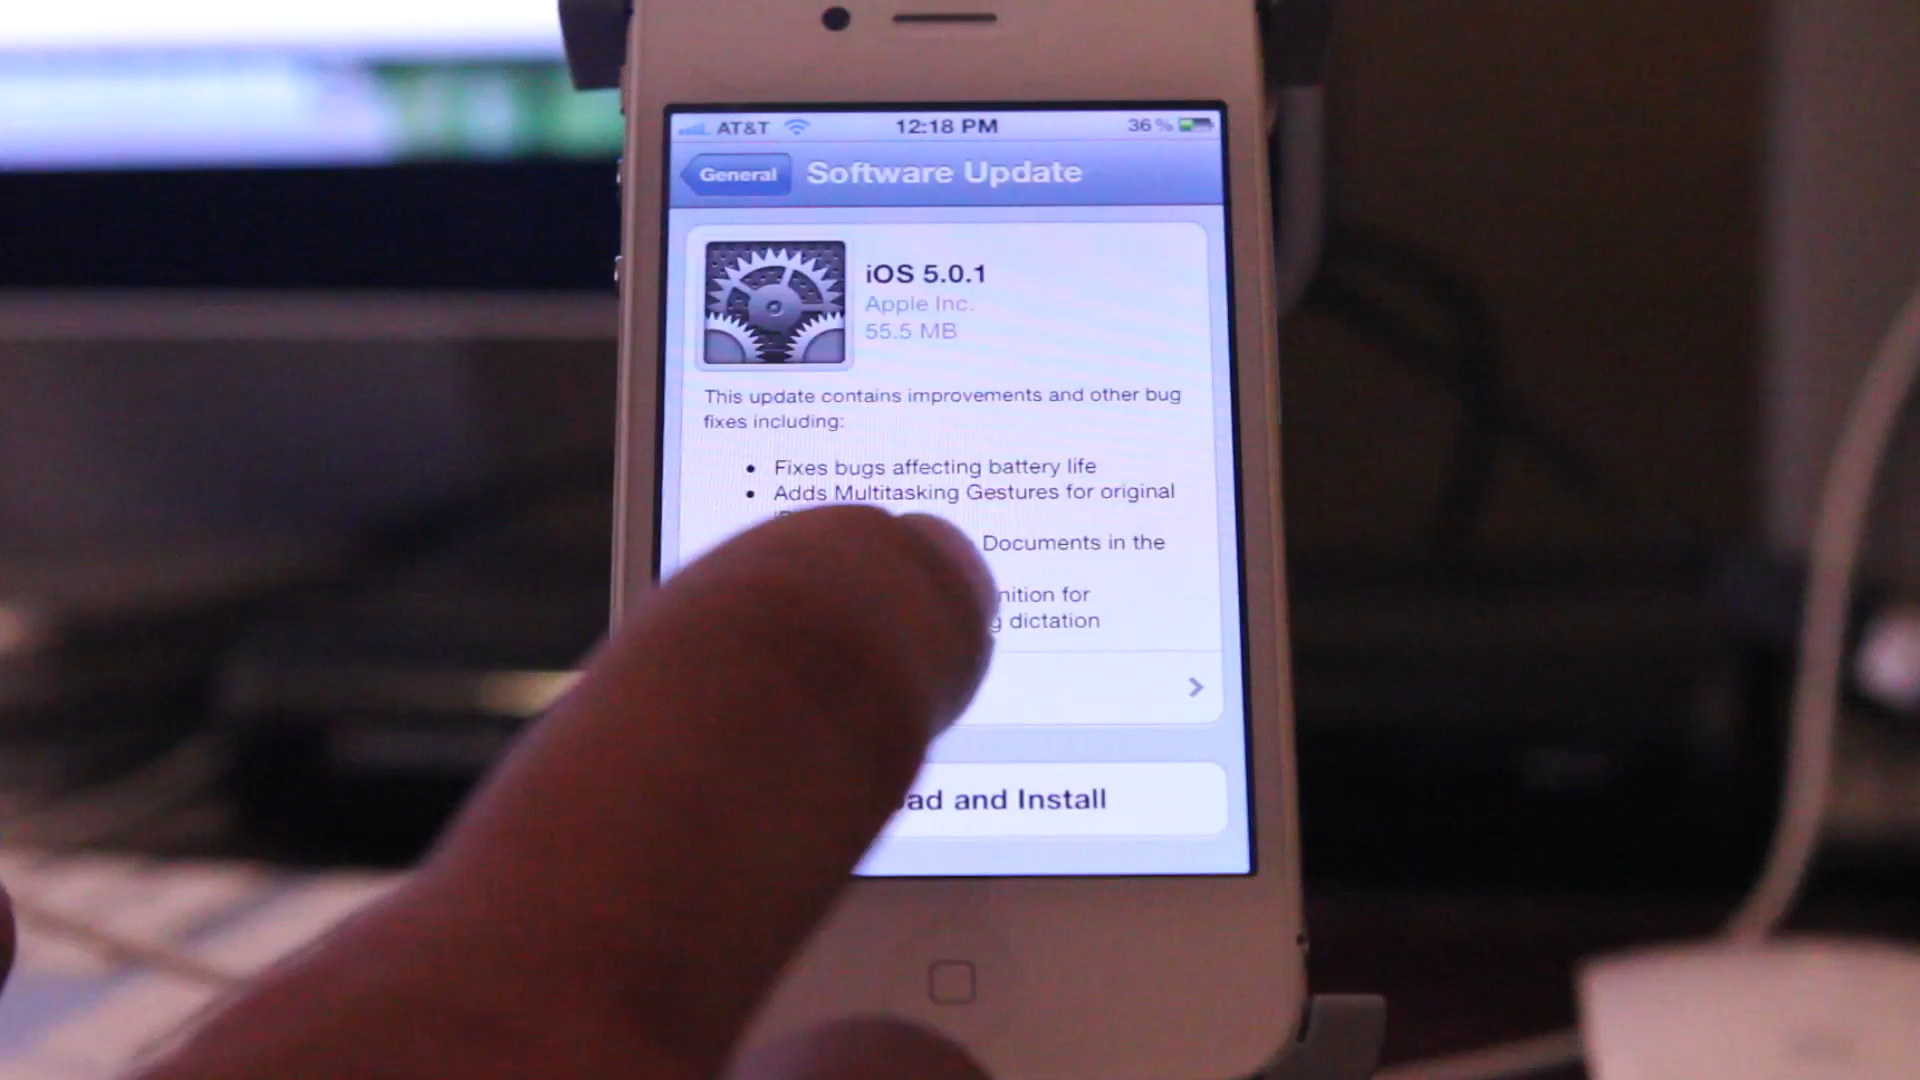 AT&T 12:18 PM 36%
General Software Update
iOS 5.0.1
Apple Inc.
55.5 MB
This update contains improvements and other bug
fixes including:
• Fixes bugs affecting battery life
• Adds Multitasking Gestures for original
Documents in the
for
dictation
and Install